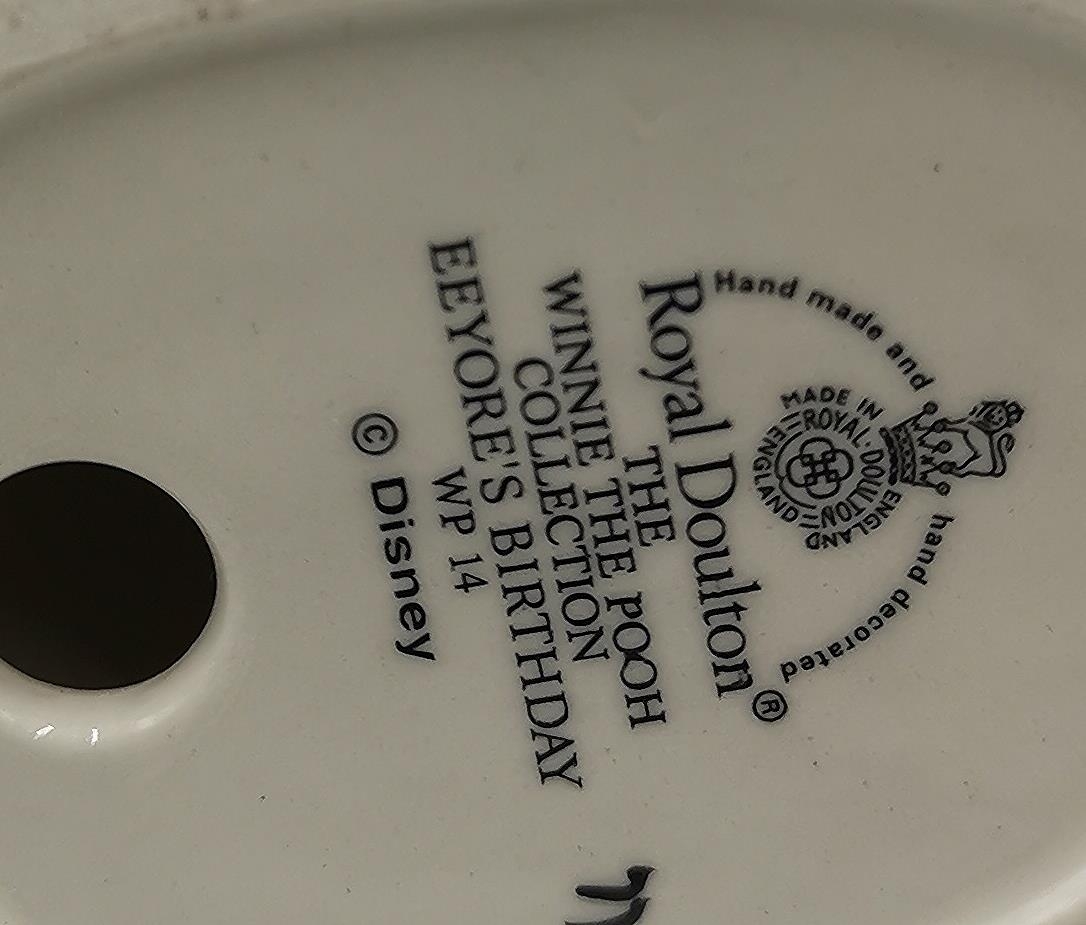 Hand made and hand decorated
MADE IN ENGLAND
ROYAL·DOULTON
ENGLAND
Royal Doulton®
THE
WINNIE THE POOH
COLLECTION
EEYORE'S BIRTHDAY
WP 14
© Disney